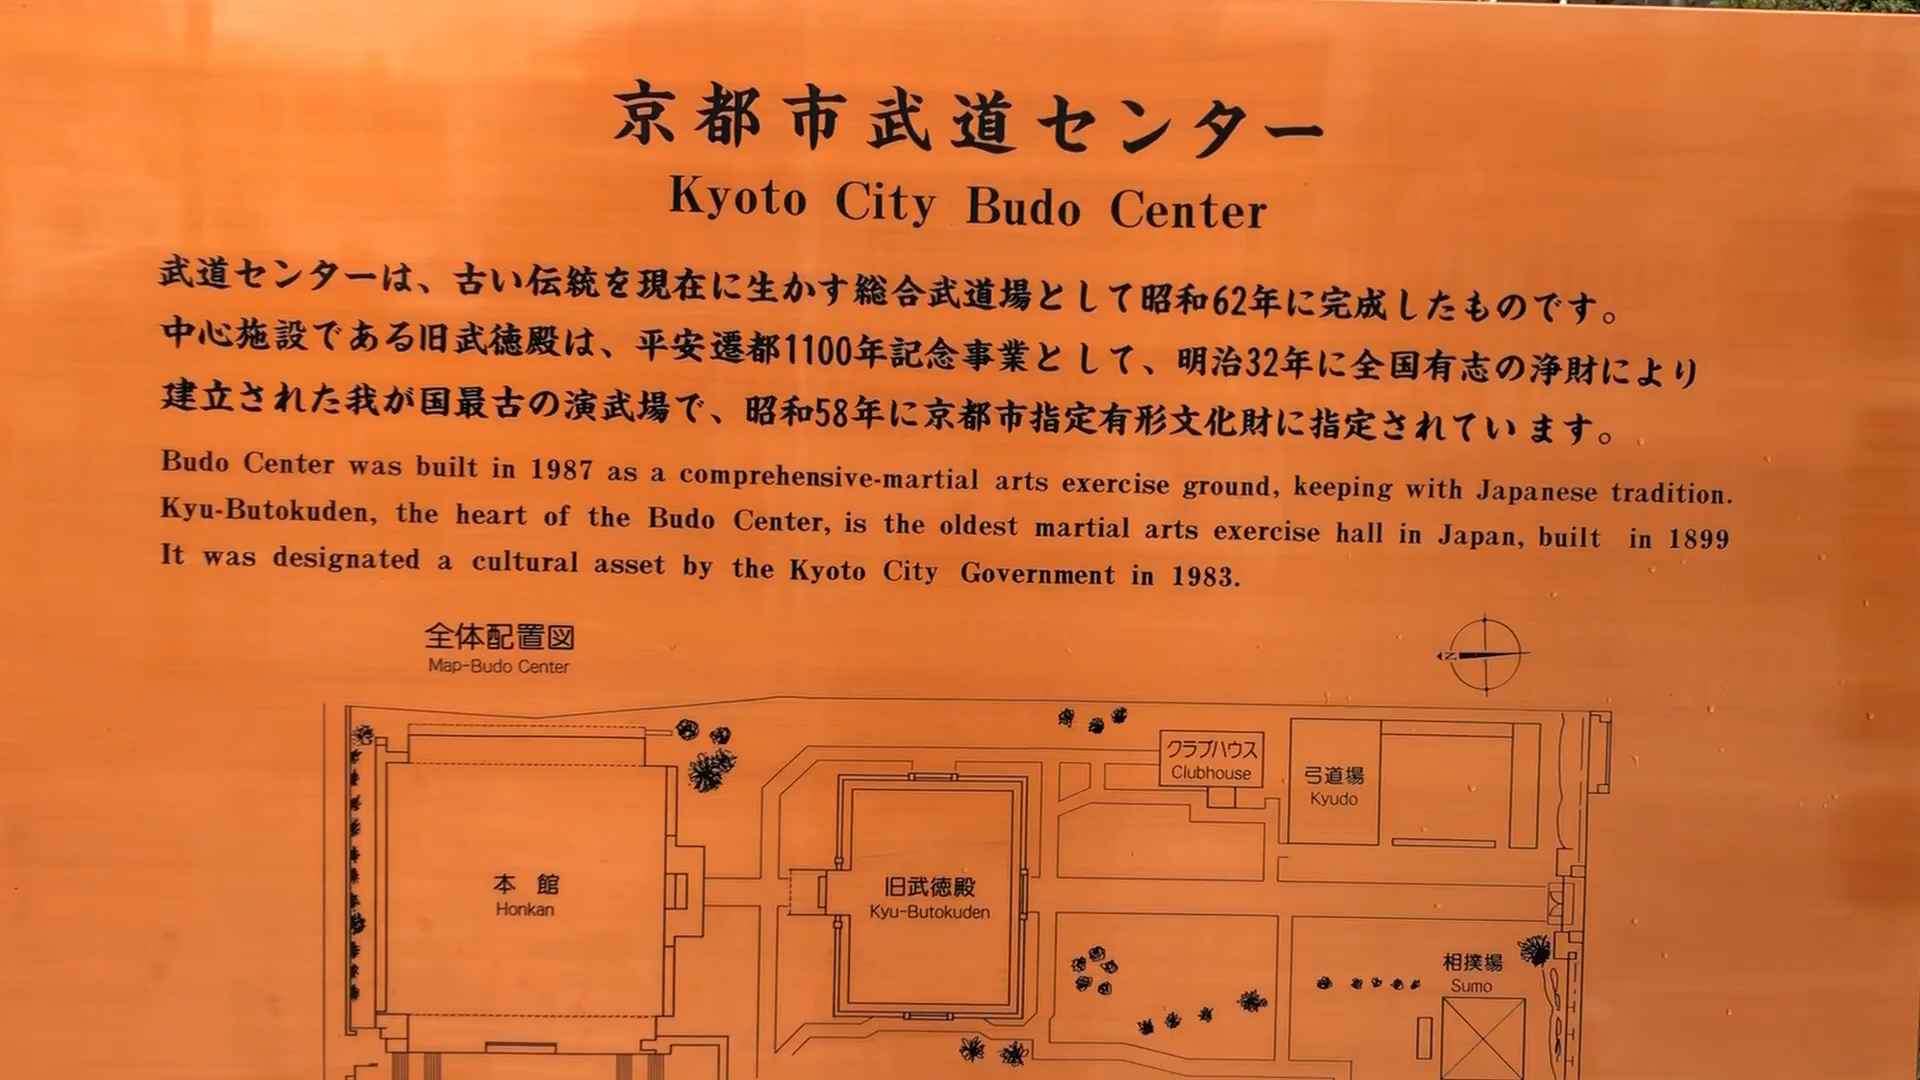 京都市武道センター
Kyoto City Budo Center
武道センターは、古い伝統を現在に生かす総合武道場として昭和62年に完成したものです。
中心施設である旧武徳殿は、平安遷都1100年記念事業として、明治32年に全国有志の浄財により
建立された我が国最古の演武場で、昭和58年に京都市指定有形文化財に指定されています。
Budo Center was built in 1987 as a comprehensive-martial arts exercise ground, keeping with Japanese tradition.
Kyu-Butokuden, the heart of the Budo Center, is the oldest martial arts exercise hall in Japan, built in 1899
It was designated a cultural asset by the Kyoto City Government in 1983.
全体配置図
Map-Budo Center
N
クラブハウス
Clubhouse
弓道場
Kyudo
本館
Honkan
旧武徳殿
Kyu-Butokuden
相撲場
Sumo